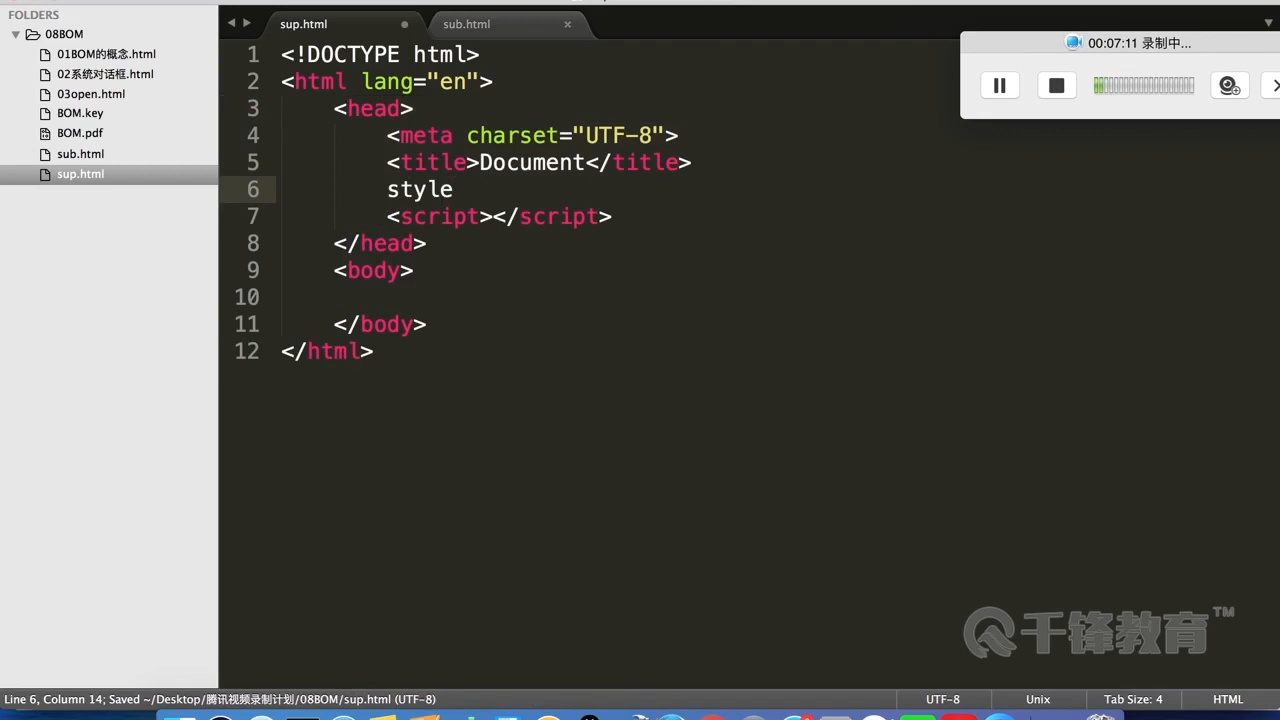 FOLDERS
08BOM
01BOM的概念.html
02系统对话框.html
03open.html
BOM.key
BOM.pdf
sub.html
sup.html
sup.html
sub.html
00:07:11 录制中...
1 <!DOCTYPE html>
2 <html lang="en">
3 <head>
4 <meta charset="UTF-8">
5 <title>Document</title>
6 style
7 <script></script>
8 </head>
9 <body>
10
11 </body>
12 </html>
千锋教育™
Line 6, Column 14; Saved ~/Desktop/腾讯视频录制计划/08BOM/sup.html (UTF-8)
UTF-8
Unix
Tab Size: 4
HTML